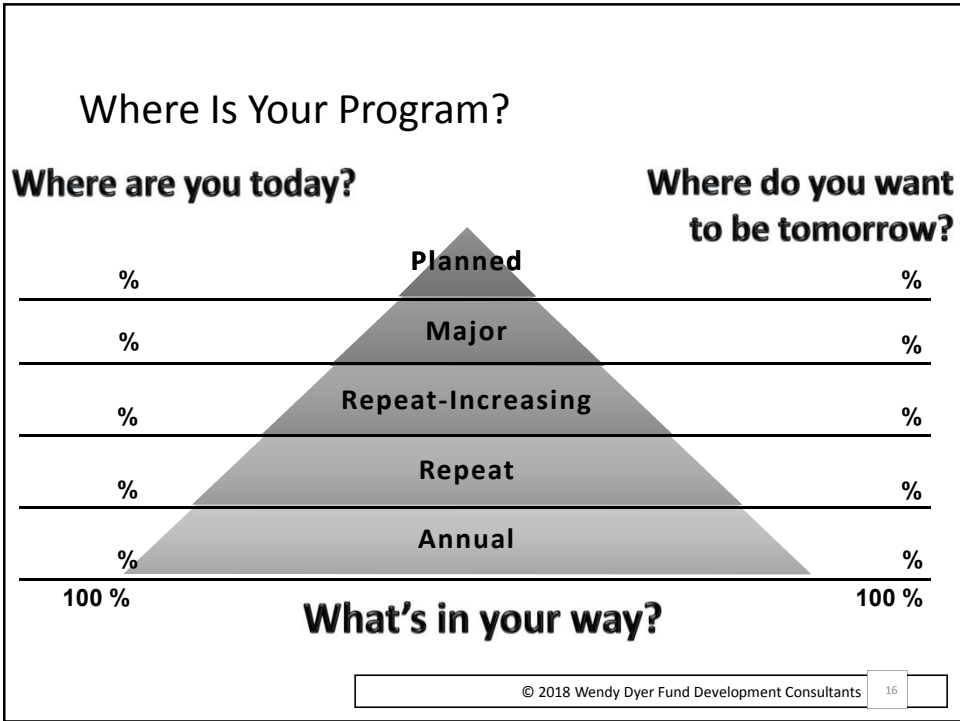 Where Is Your Program?
Where are you today?
Where do you want
to be tomorrow?
Planned
%
%
Major
%
%
Repeat-Increasing
%
%
Repeat
%
%
Annual
%
%
100 %
100 %
What's in your way?
© 2018 Wendy Dyer Fund Development Consultants
16